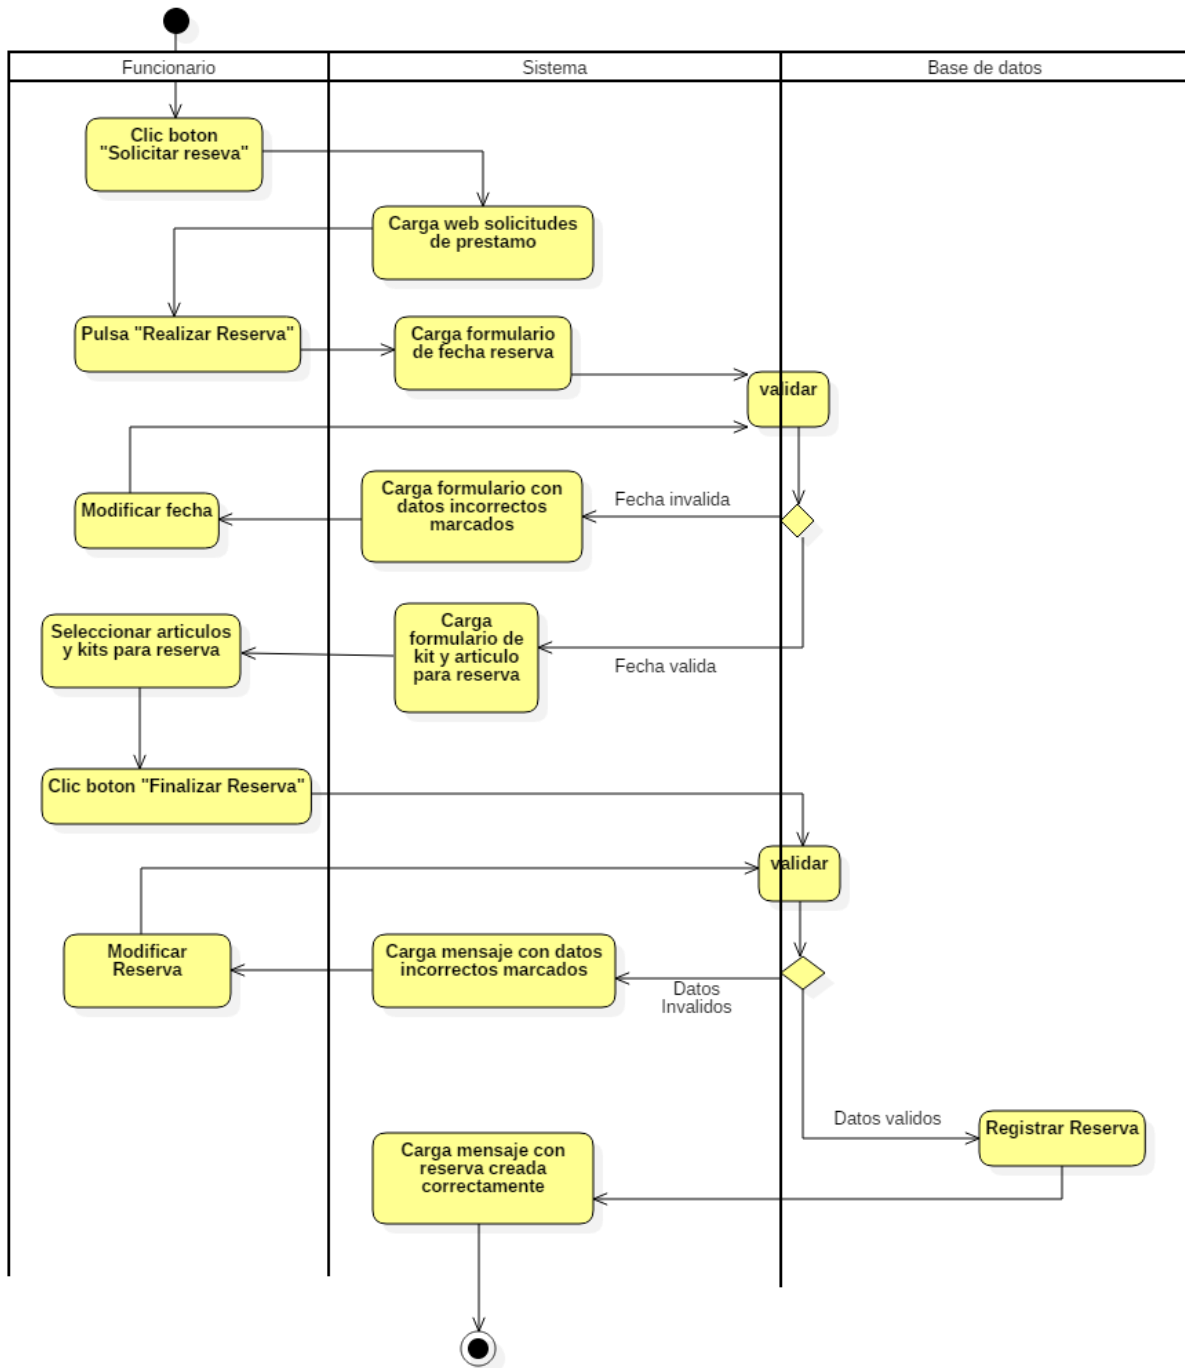 Funcionario
Sistema
Base de datos
Clic boton
"Solicitar reseva"
Carga web solicitudes
de prestamo
Pulsa "Realizar Reserva"
Carga formulario
de fecha reserva
validar
Carga formulario con
datos incorrectos
marcados
Fecha invalida
Modificar fecha
Seleccionar articulos
y kits para reserva
Carga
formulario de
kit y articulo
para reserva
Fecha valida
Clic boton "Finalizar Reserva"
validar
Modificar
Reserva
Carga mensaje con datos
incorrectos marcados
Datos
Invalidos
Datos validos
Registrar Reserva
Carga mensaje con
reserva creada
correctamente